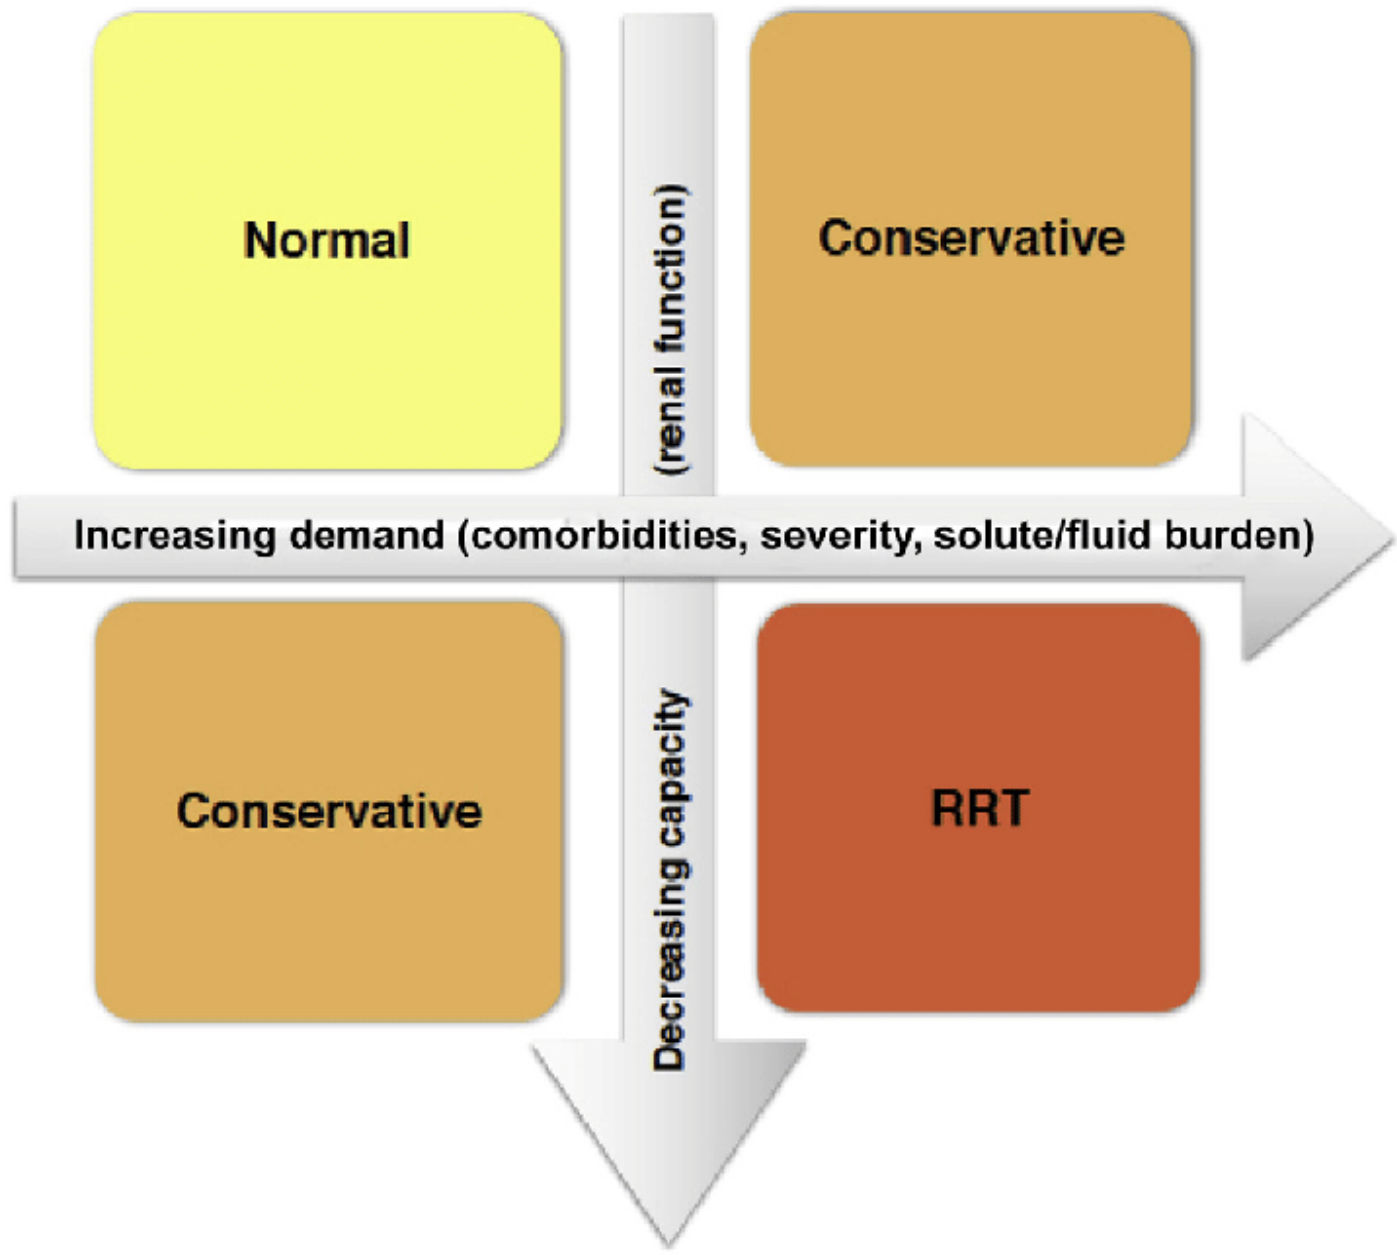 Normal
Conservative
(renal function)
Increasing demand (comorbidities, severity, solute/fluid burden)
Conservative
Decreasing capacity
RRT